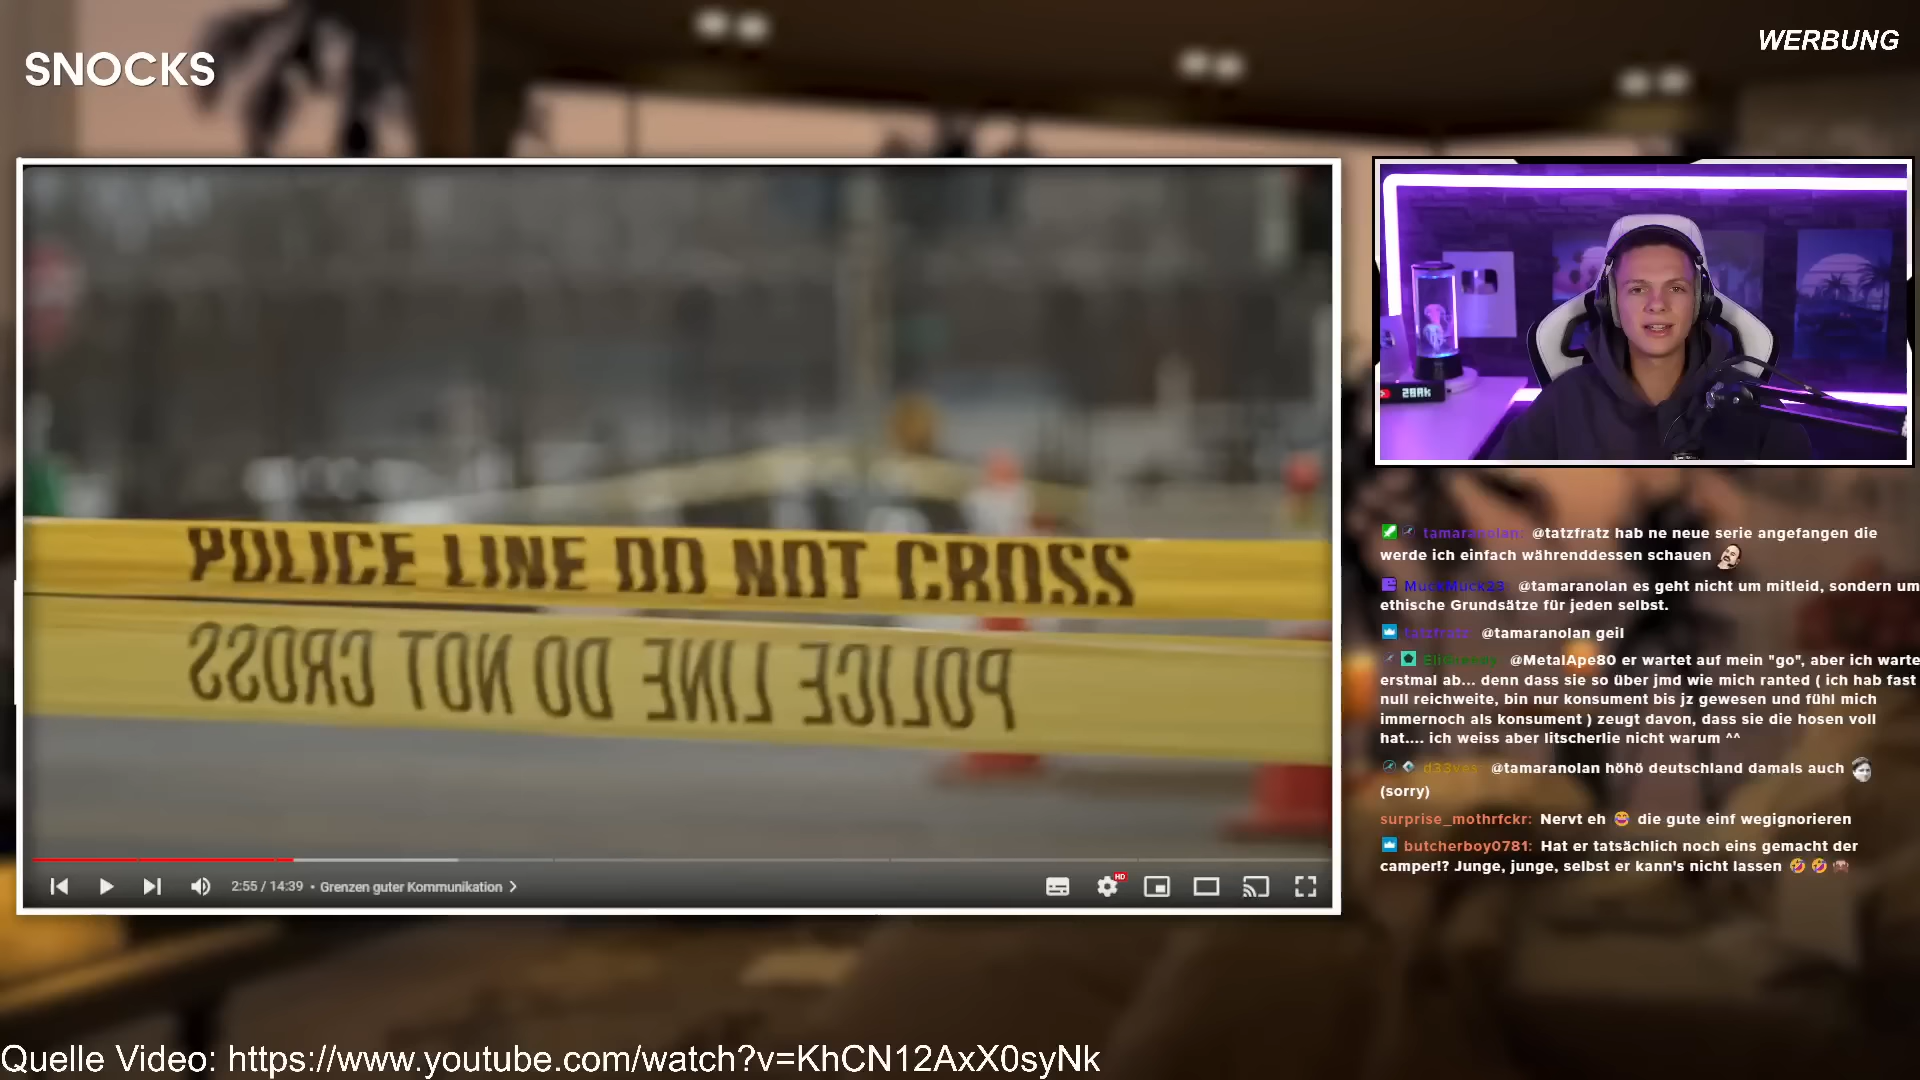 SNOCKS
WERBUNG
POLICE LINE DO NOT CROSS
POLICE LINE DO NOT CROSS
2:55 / 14:39 • Grenzen guter Kommunikation
HD
tamaranolan: @tatzfratz hab ne neue serie angefangen die
werde ich einfach währenddessen schauen
MuckMuck23: @tamaranolan es geht nicht um mitleid, sondern um
ethische Grundsätze für jeden selbst.
tatzfratz: @tamaranolan geil
@MetalApe80 er wartet auf mein "go", aber ich warte
erstmal ab... denn dass sie so über jmd wie mich ranted ( ich hab fast
null reichweite, bin nur konsument bis jz gewesen und fühl mich
immernoch als konsument ) zeugt davon, dass sie die hosen voll
hat.... ich weiss aber litscherlie nicht warum ^^
d33ves: @tamaranolan höhö deutschland damals auch
(sorry)
surprise_mothrfckr: Nervt eh 😂 die gute einf wegignorieren
butcherboy0781: Hat er tatsächlich noch eins gemacht der
camper!? Junge, junge, selbst er kann's nicht lassen 🤣 🤣 🙈
Quelle Video: https://www.youtube.com/watch?v=KhCN12AxX0syNk